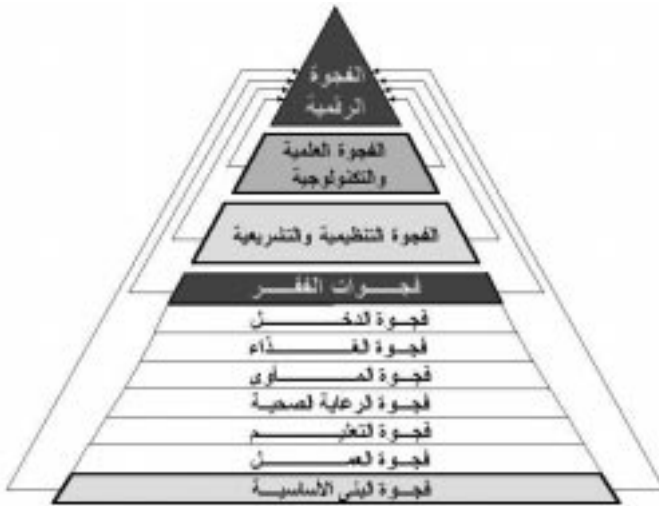 الفجوة
الرقمية
الفجوة العلمية
والتكنولوجية
الفجوة التنظيمية والتشريعية
فجوات الفقر
فجوة الدخل
فجوة الغذاء
فجوة المأوى
فجوة الرعاية الصحية
فجوة التعليم
فجوة العمل
فجوة البنى الأساسية